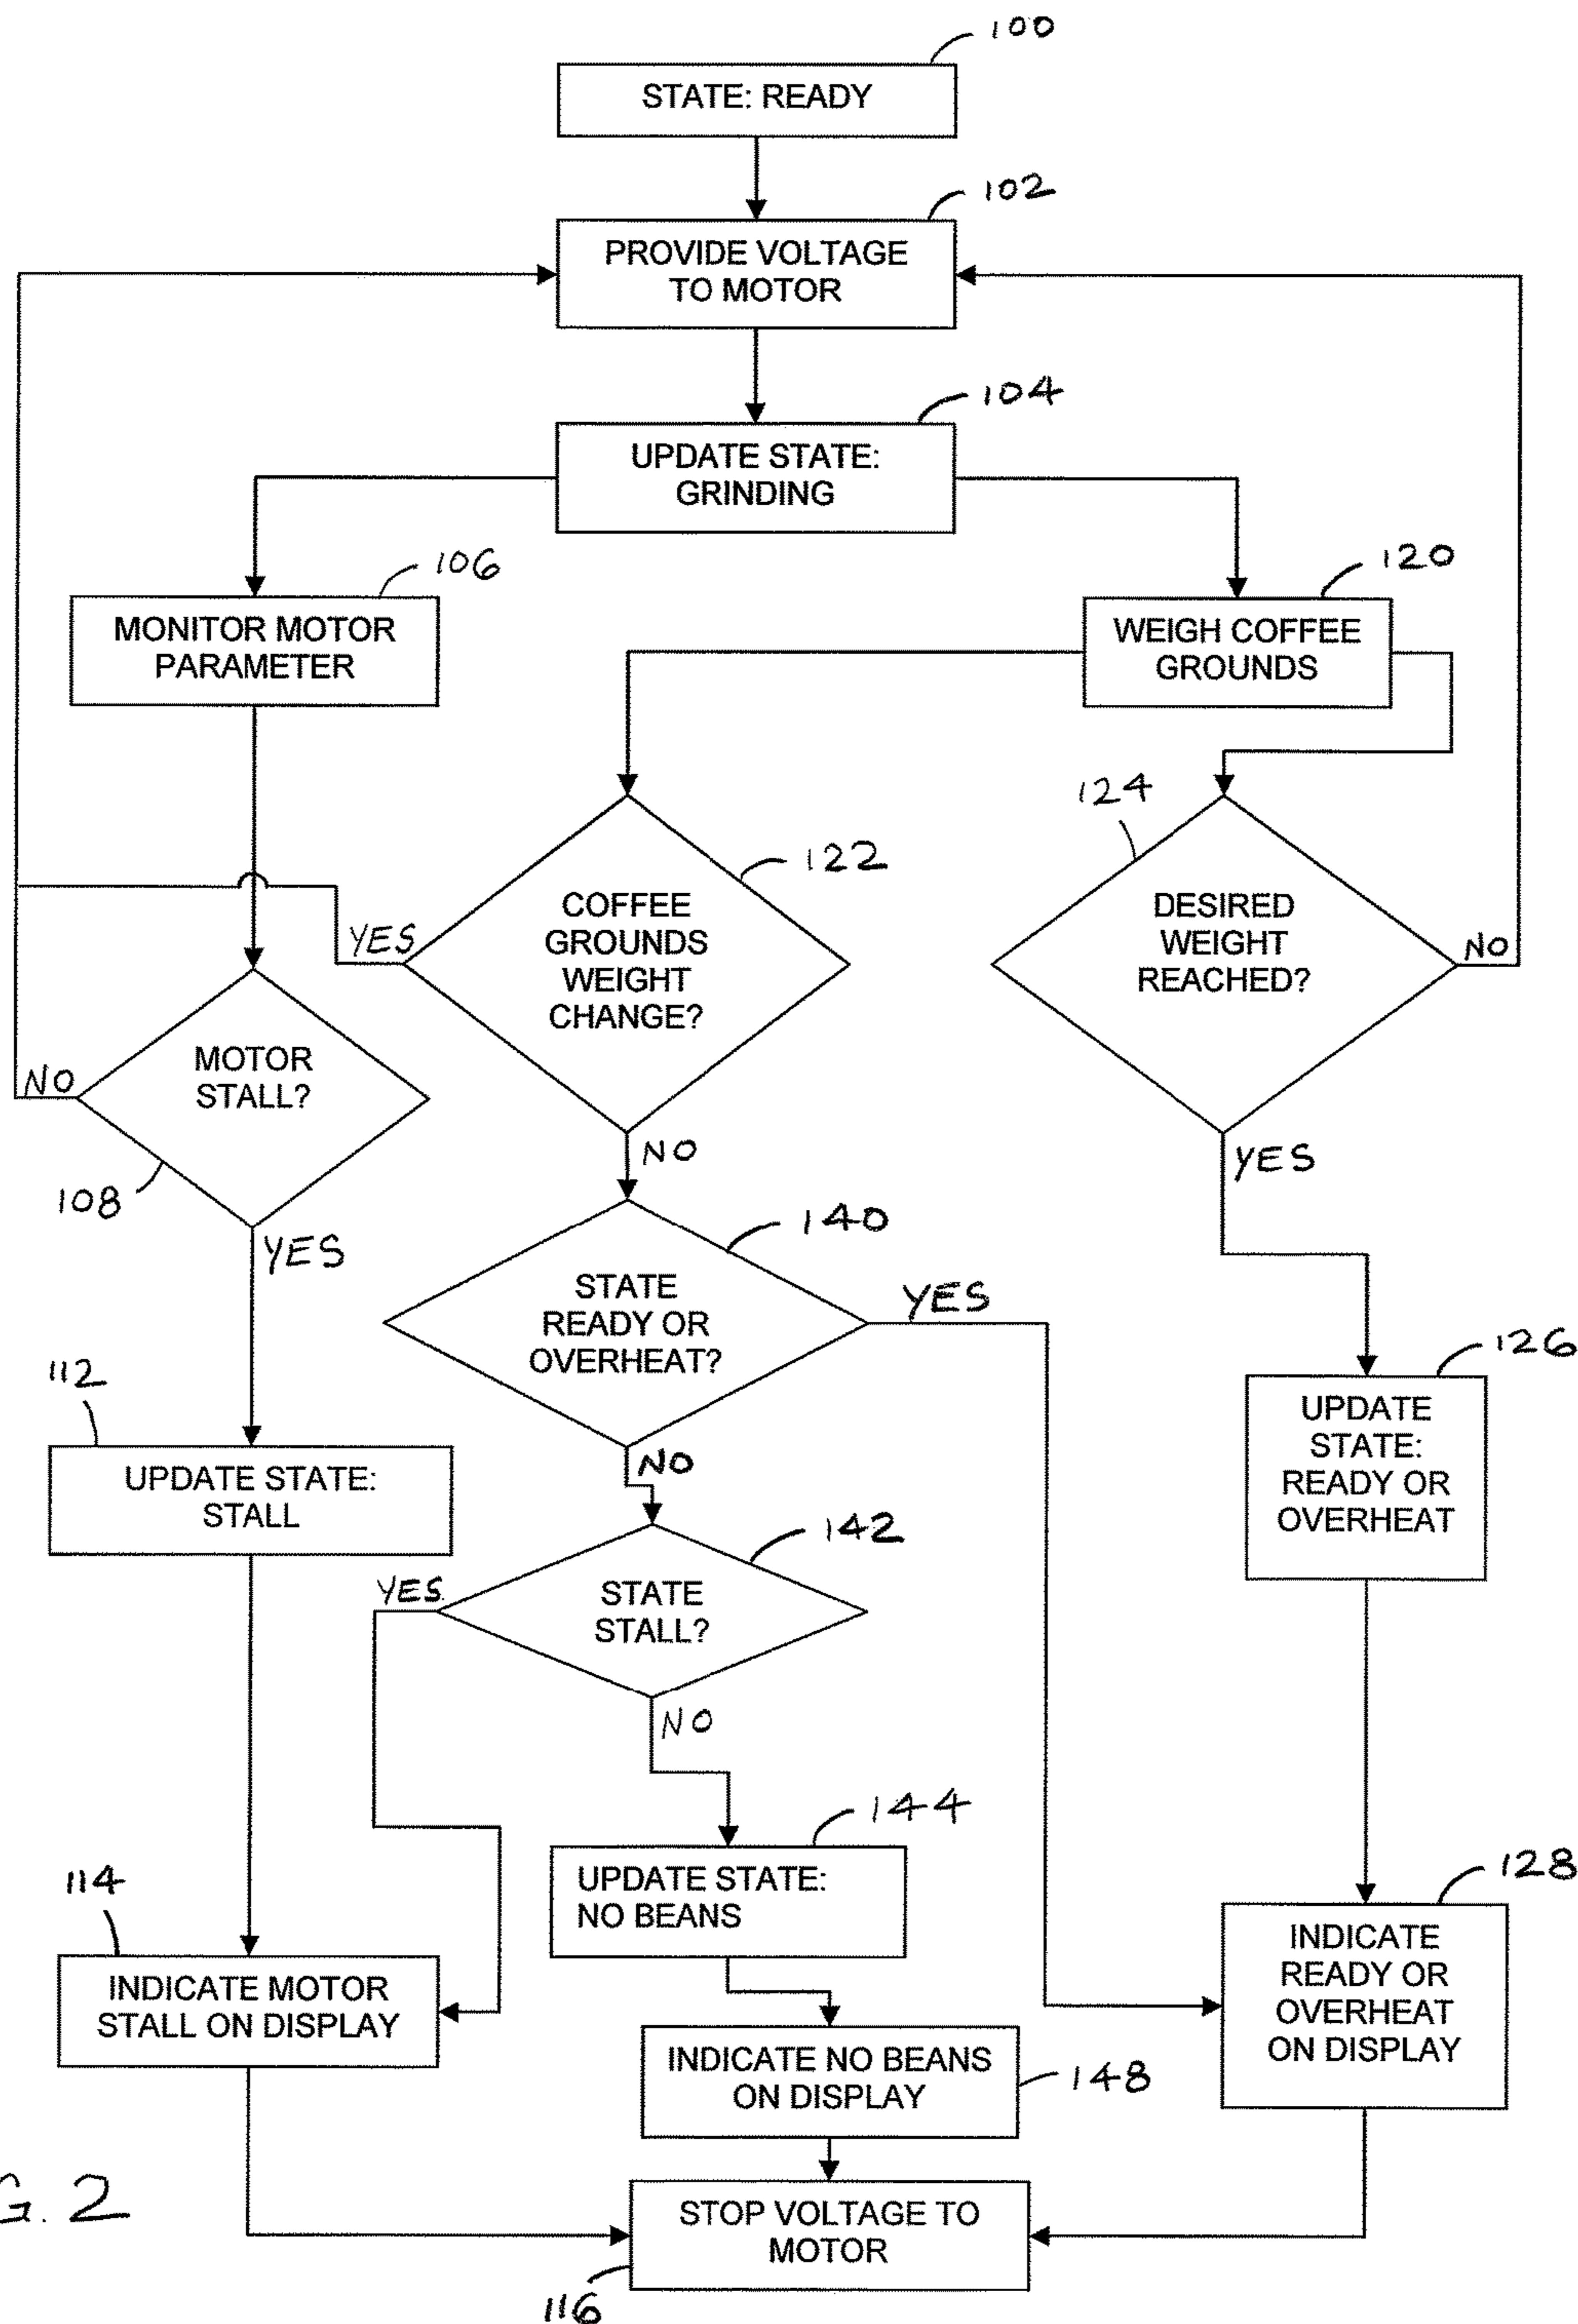 100
STATE: READY
102
PROVIDE VOLTAGE
TO MOTOR
104
UPDATE STATE:
GRINDING
106
MONITOR MOTOR
PARAMETER
120
WEIGH COFFEE
GROUNDS
124
122
COFFEE
GROUNDS
WEIGHT
CHANGE?
YES
DESIRED
WEIGHT
REACHED?
NO
MOTOR
STALL?
NO
108
YES
NO
YES
140
STATE
READY OR
OVERHEAT?
YES
NO
112
UPDATE STATE:
STALL
126
UPDATE
STATE:
READY OR
OVERHEAT
142
STATE
STALL?
YES
NO
144
UPDATE STATE:
NO BEANS
114
INDICATE MOTOR
STALL ON DISPLAY
128
INDICATE
READY OR
OVERHEAT
ON DISPLAY
INDICATE NO BEANS
ON DISPLAY
148
STOP VOLTAGE TO
MOTOR
116
G. 2